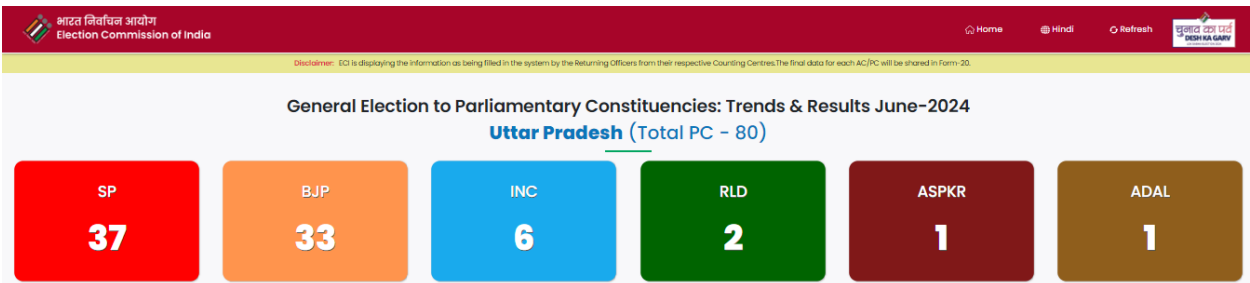 भारत निर्वाचन आयोग
Election Commission of India
Home
Hindi
Refresh
चुनाव का पर्व
DESH KA GARV
Disclaimer: ECI is displaying the information as being filled in the system by the Returning Officers from their respective Counting Centres.The final data for each AC/PC will be shared in Form-20.
General Election to Parliamentary Constituencies: Trends & Results June-2024
Uttar Pradesh (Total PC - 80)
SP
37
BJP
33
INC
6
RLD
2
ASPKR
1
ADAL
1